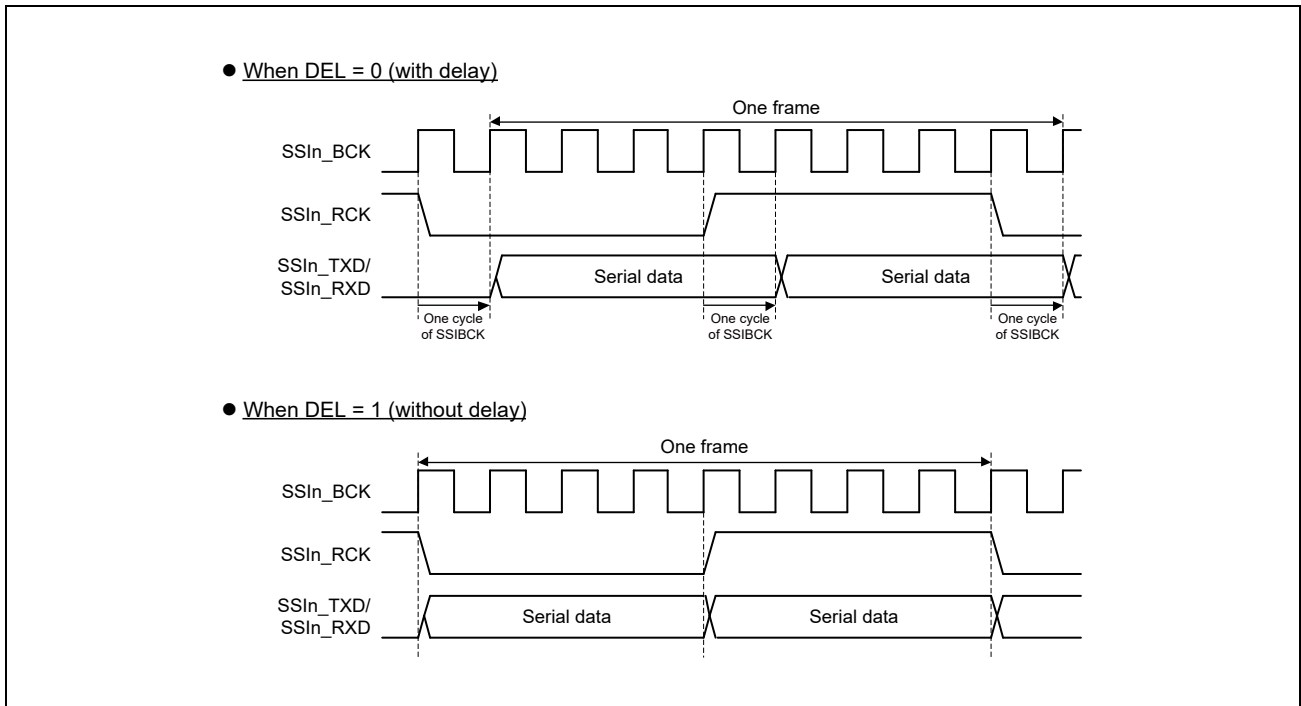 ● When DEL = 0 (with delay)
One frame
SSIn_BCK
SSIn_RCK
SSIn_TXD/
SSIn_RXD
Serial data
Serial data
One cycle
of SSIBCK
One cycle
of SSIBCK
One cycle
of SSIBCK
● When DEL = 1 (without delay)
One frame
SSIn_BCK
SSIn_RCK
SSIn_TXD/
SSIn_RXD
Serial data
Serial data